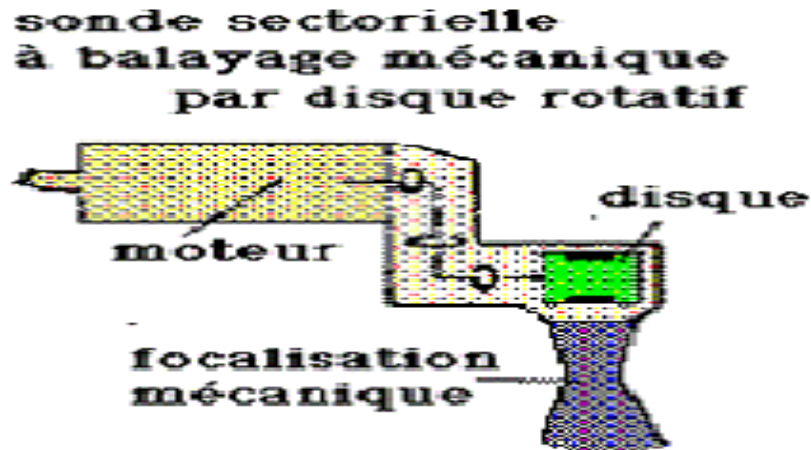 sonde sectorielle
à balayage mécanique
par disque rotatif
disque
moteur
focalisation
mécanique